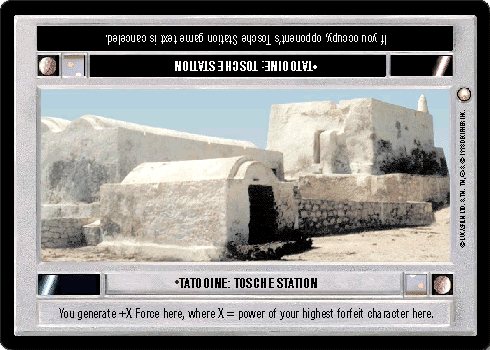 If you occupy, opponent's Tosche Station game text is canceled.
•TATOOINE: TOSCHE STATION
•TATOOINE: TOSCHE STATION
You generate +X Force here, where X = power of your highest forfeit character here.